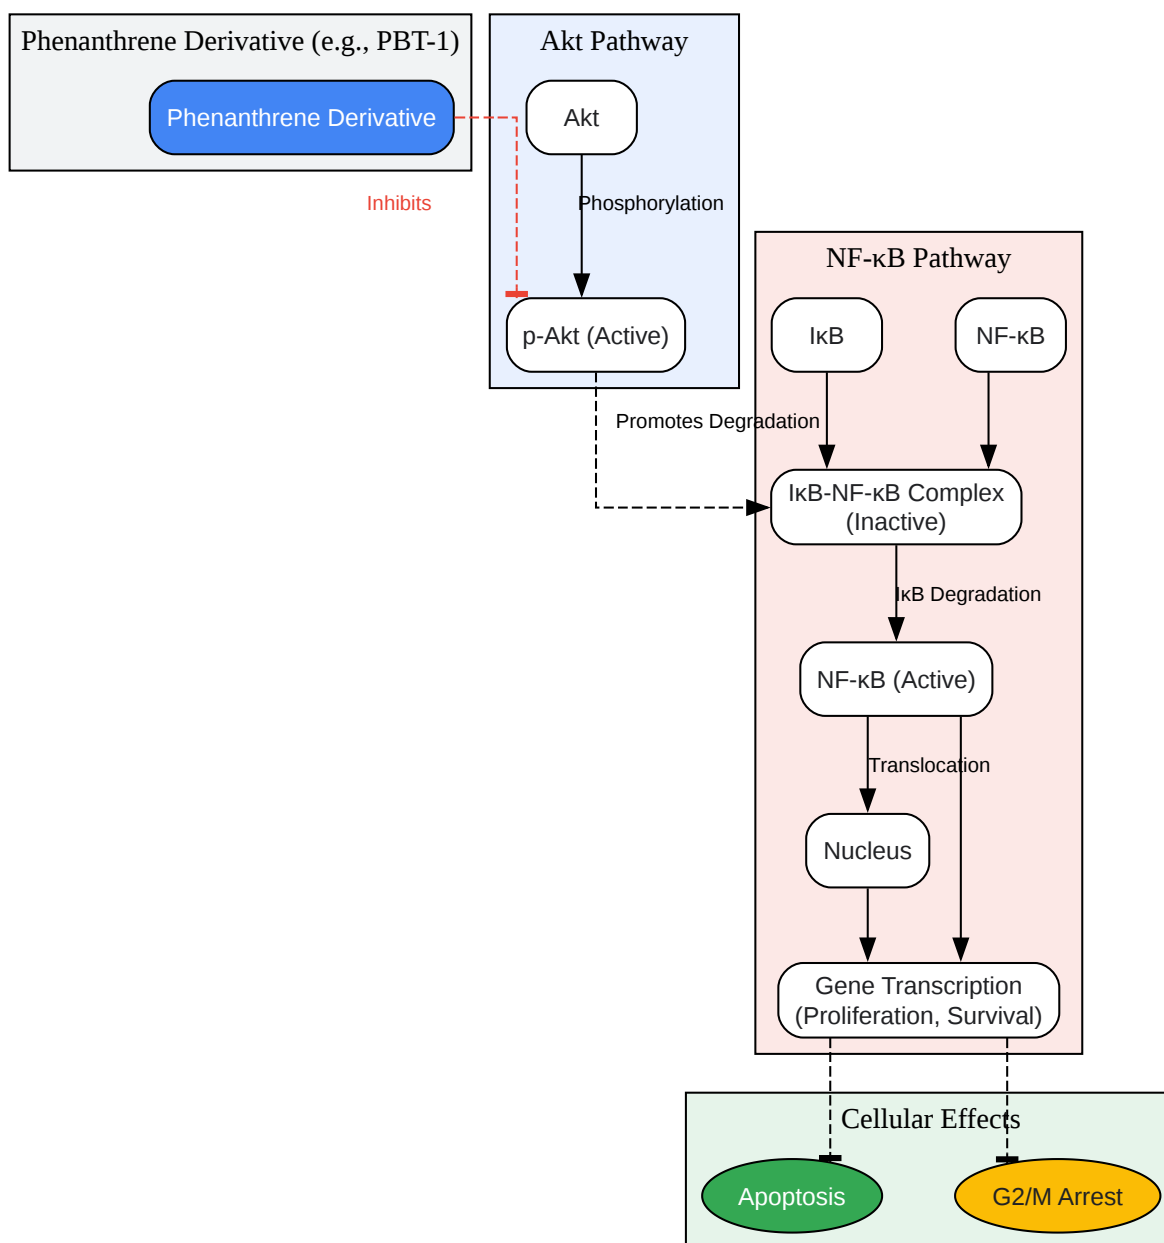 Phenanthrene Derivative (e.g., PBT-1)
Akt Pathway
Phenanthrene Derivative
Akt
Inhibits
Phosphorylation
NF-κB Pathway
p-Akt (Active)
IκB
NF-κB
Promotes Degradation
IκB-NF-κB Complex
(Inactive)
IκB Degradation
NF-κB (Active)
Translocation
Nucleus
Gene Transcription
(Proliferation, Survival)
Cellular Effects
Apoptosis
G2/M Arrest